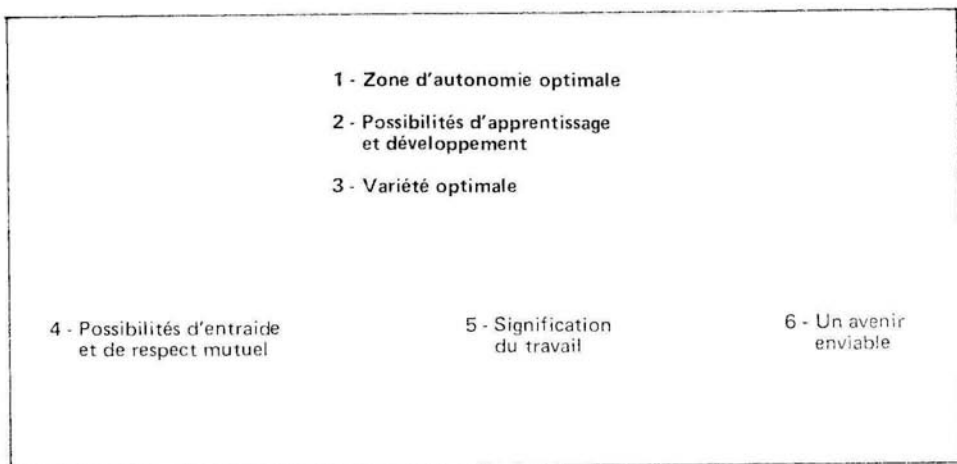 1 - Zone d'autonomie optimale
2 - Possibilités d'apprentissage
et développement
3 - Variété optimale
4 - Possibilités d'entraide
et de respect mutuel
5 - Signification
du travail
6 - Un avenir
enviable